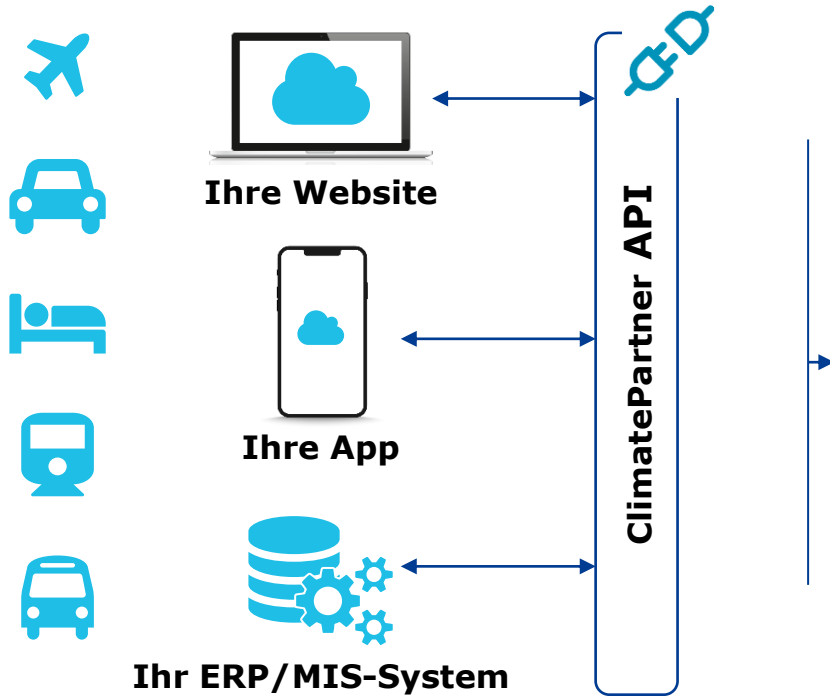 Ihre Website
Ihre App
Ihr ERP/MIS-System
ClimatePartner API